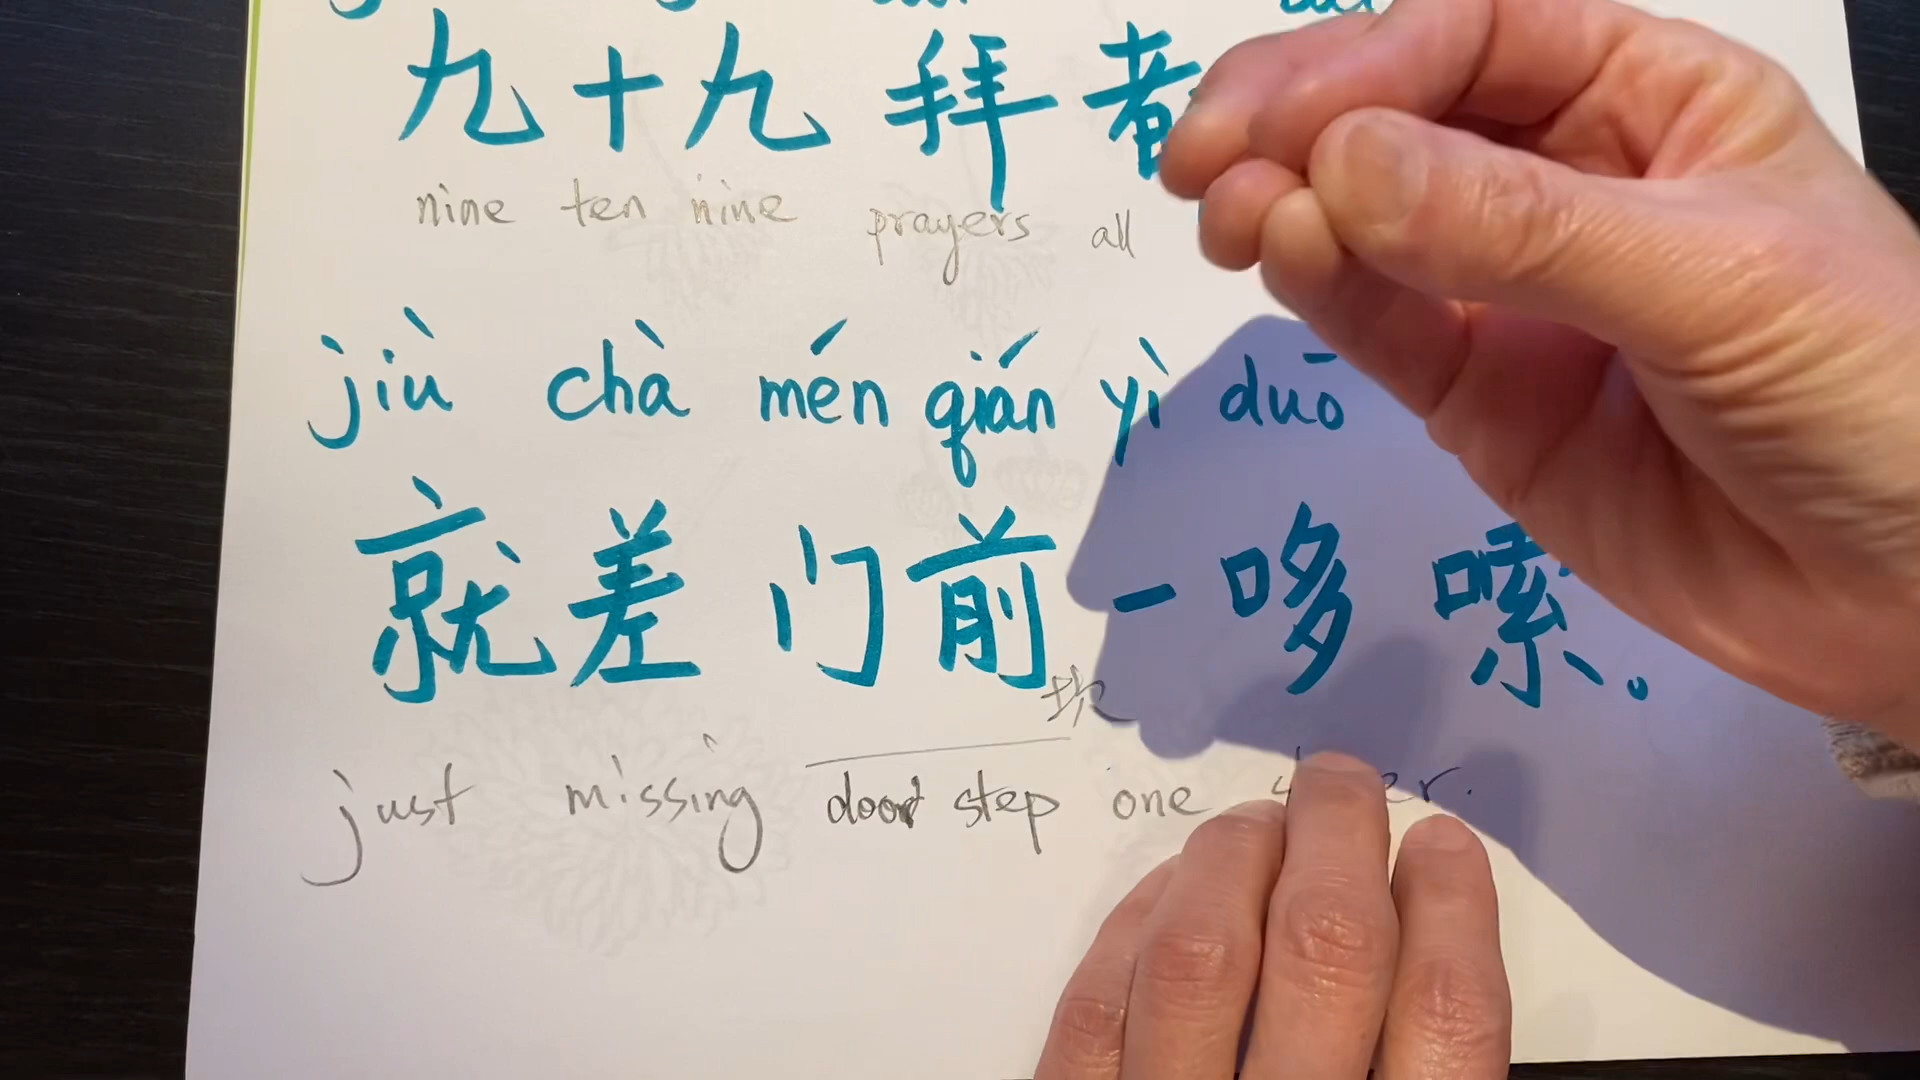 九十九拜都
nine ten nine prayers all
jiù chà mén qián yì duō
就差门前一哆嗦。
坎
just missing door step one